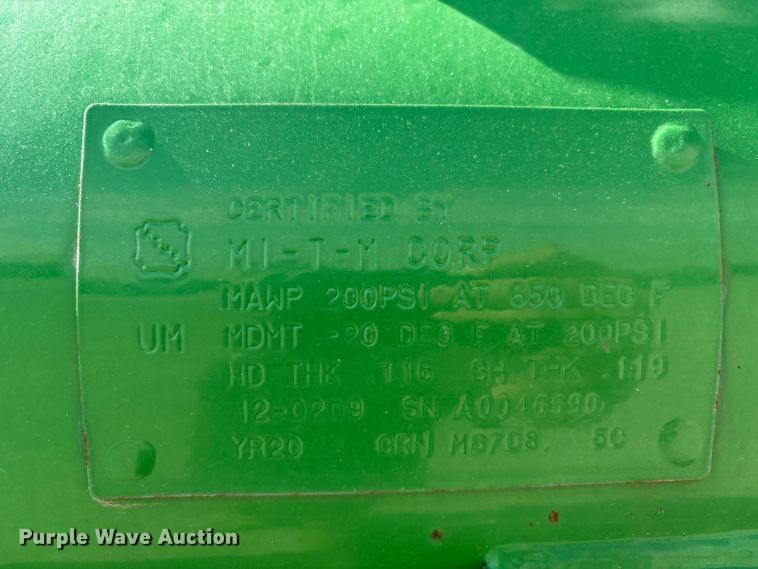 CERTIFIED BY
MI-T-M CORP
MAWP 200PSI AT 650 DEG F
UM MDMT -20 DEG F AT 200PSI
HD THK .116 SH THK .119
12-0209 SN A0046590
CRN M8708. 5C
Purple Wave Auction